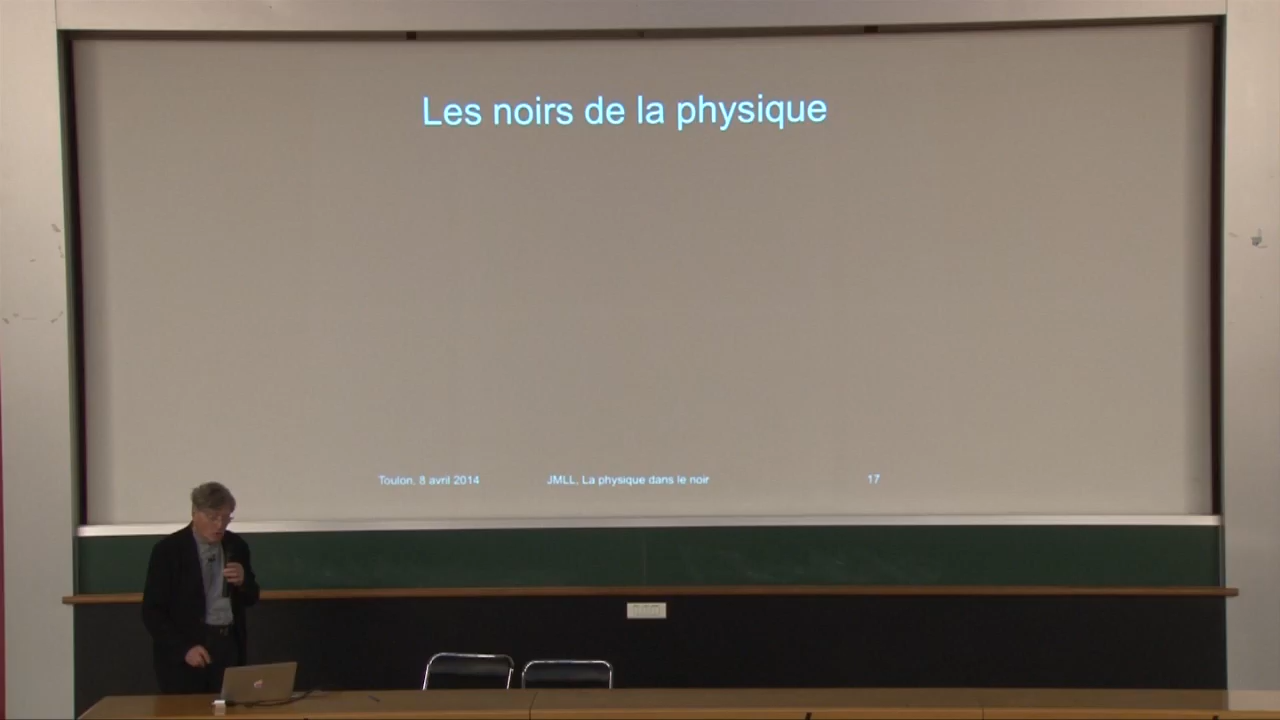 Les noirs de la physique
Toulon, 8 avril 2014
JMLL, La physique dans le noir
17